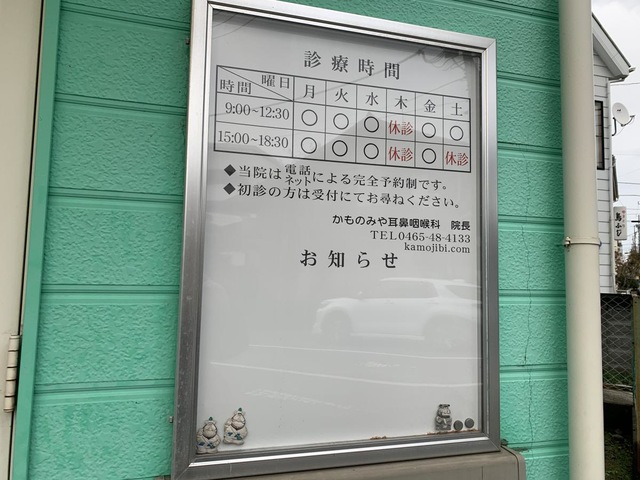 診療時間
曜日
時間
月 火 水 木 金 土
9:00~12:30 ○ ○ ○ 休診 ○ ○
15:00~18:30 ○ ○ ○ 休診 ○ 休診
◆当院は電話ネットによる完全予約制です。
◆初診の方は受付にてお尋ねください。
かものみや耳鼻咽喉科 院長
TEL0465-48-4133
kamojibi.com
お知らせ